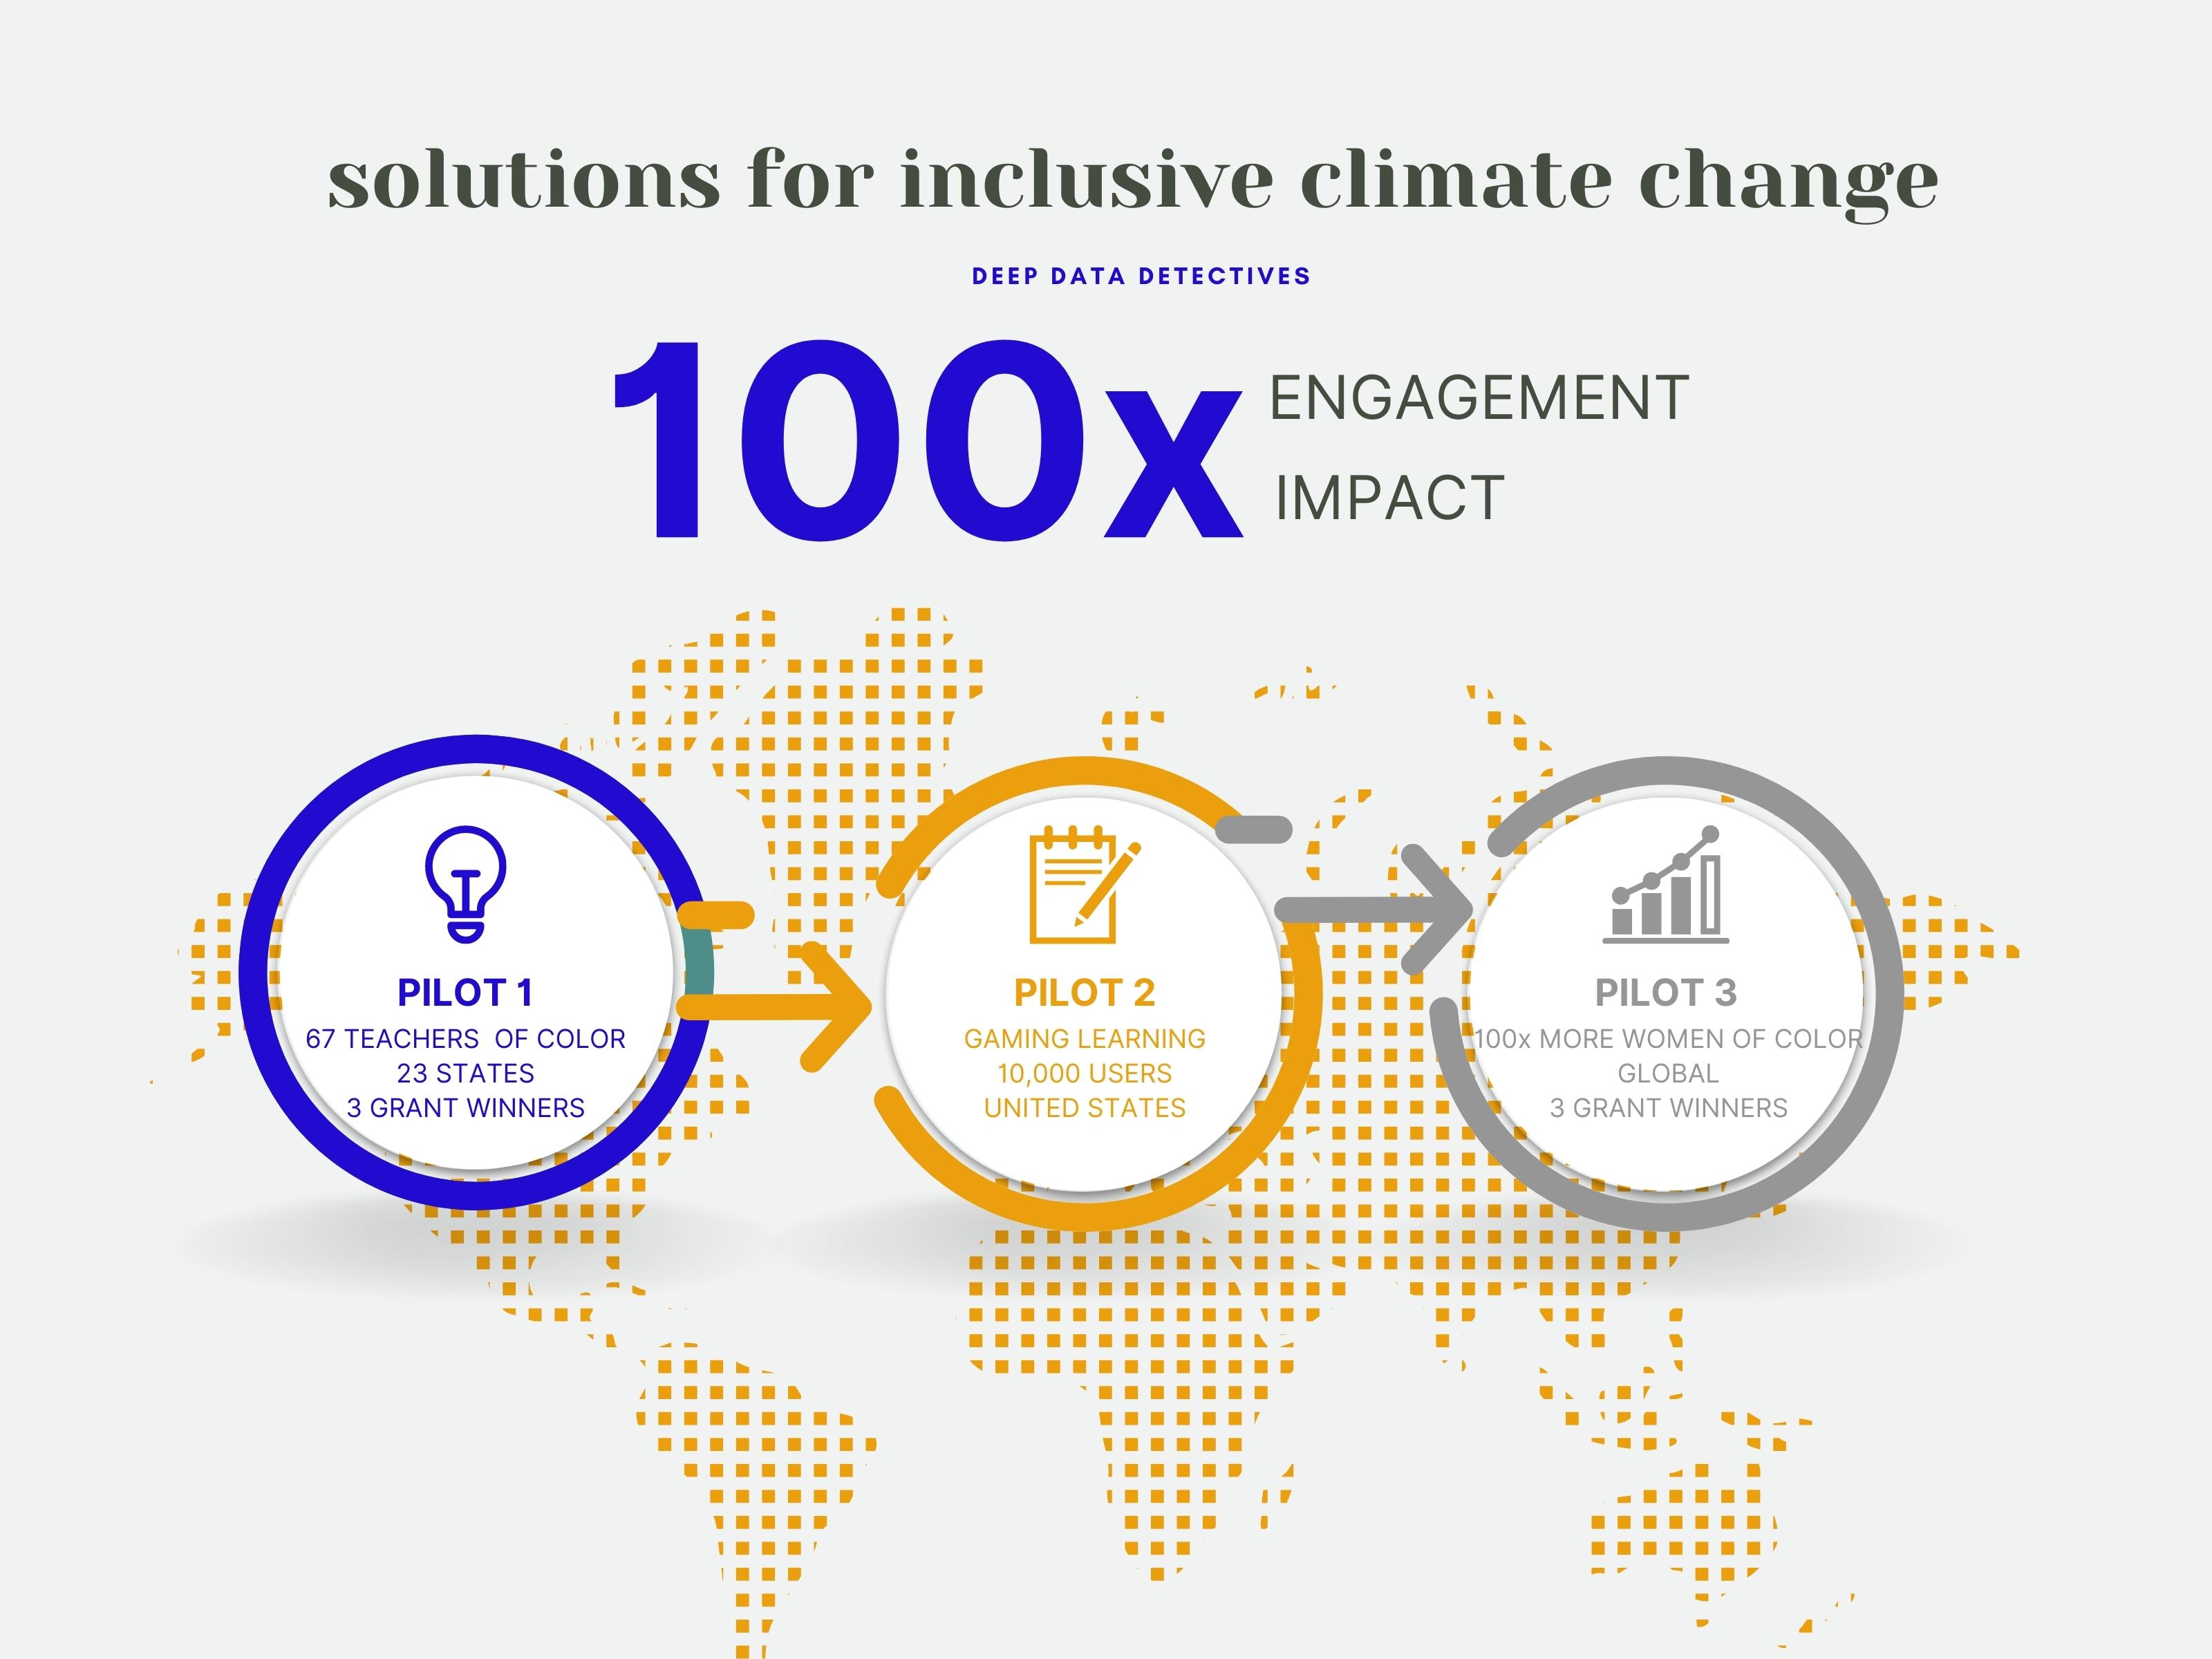 solutions for inclusive climate change
DEEP DATA DETECTIVES
100x
ENGAGEMENT
IMPACT
PILOT 1
67 TEACHERS  OF COLOR
23 STATES
3 GRANT WINNERS
PILOT 2
GAMING LEARNING
10,000 USERS
UNITED STATES
PILOT 3
100x MORE WOMEN OF COLOR
GLOBAL
3 GRANT WINNERS